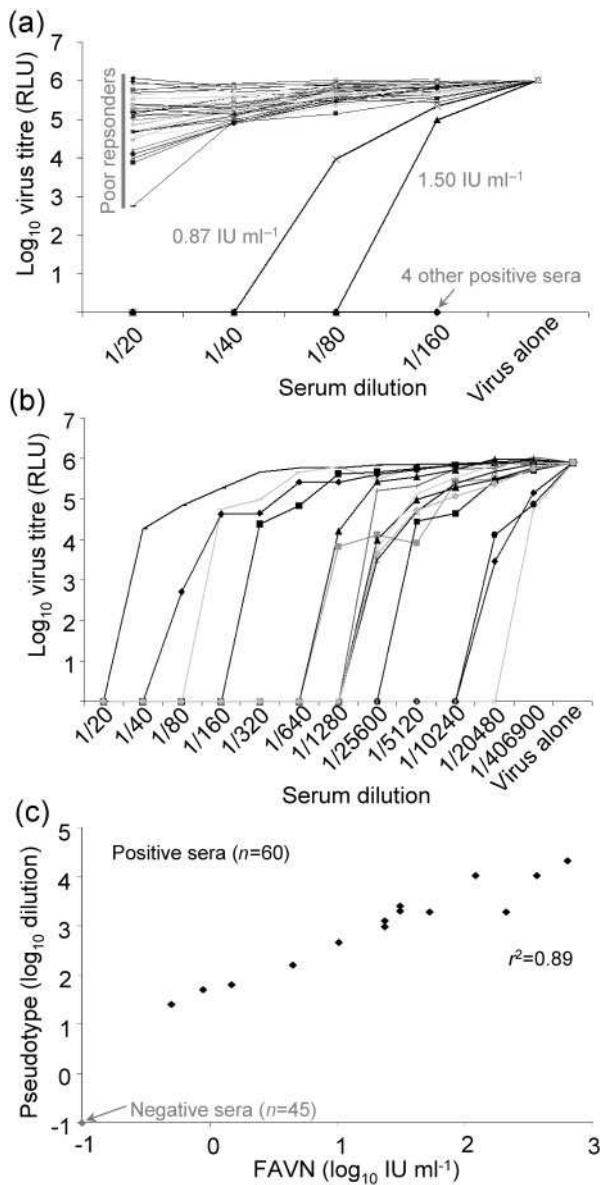 (a)
7
6
5
4
3
2
1
Log10 virus titre (RLU)
Poor repsonders
0.87 IU ml–1
1.50 IU ml–1
4 other positive sera
1/20
1/40
1/80
1/160
Virus alone
Serum dilution
(b)
7
6
5
4
3
2
1
Log10 virus titre (RLU)
1/20
1/40
1/80
1/160
1/320
1/640
1/1280
1/25600
1/5120
1/10240
1/20480
1/406900
Virus alone
Serum dilution
(c)
5
4
3
2
1
0
-1
Pseudotype (log10 dilution)
Positive sera (n=60)
r2=0.89
Negative sera (n=45)
-1
0
1
2
3
FAVN (log10 IU ml-1)